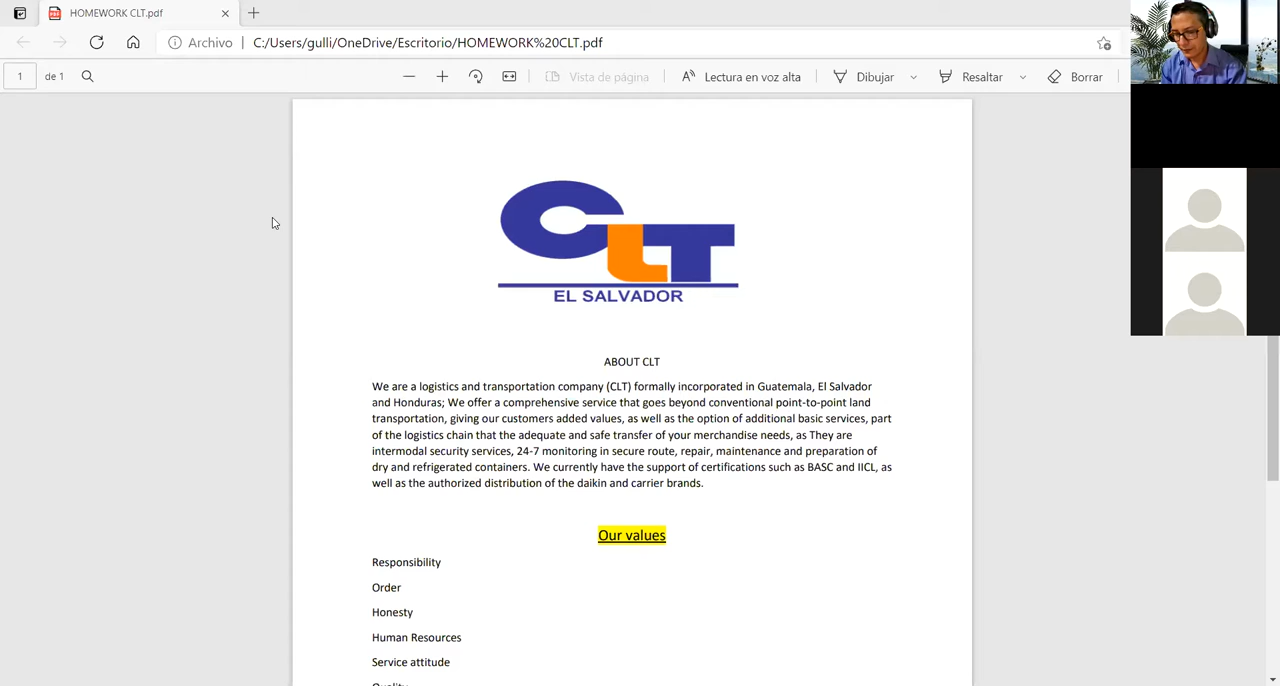 HOMEWORK CLT.pdf
Archivo
C:/Users/gulli/OneDrive/Escritorio/HOMEWORK%20CLT.pdf
1 de 1
Vista de página
Lectura en voz alta
Dibujar
Resaltar
Borrar
CLT
EL SALVADOR
ABOUT CLT
We are a logistics and transportation company (CLT) formally incorporated in Guatemala, El Salvador
and Honduras; We offer a comprehensive service that goes beyond conventional point-to-point land
transportation, giving our customers added values, as well as the option of additional basic services, part
of the logistics chain that the adequate and safe transfer of your merchandise needs, as They are
intermodal security services, 24-7 monitoring in secure route, repair, maintenance and preparation of
dry and refrigerated containers. We currently have the support of certifications such as BASC and IICL, as
well as the authorized distribution of the daikin and carrier brands.
Our values
Responsibility
Order
Honesty
Human Resources
Service attitude
Quality